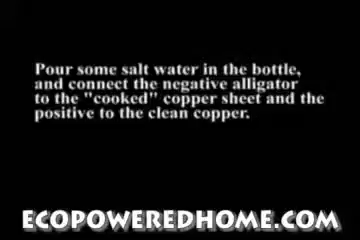 Pour some salt water in the bottle,
and connect the negative alligator
to the "cooked" copper sheet and the
positive to the clean copper.
ECOPOWEREDHOME.COM